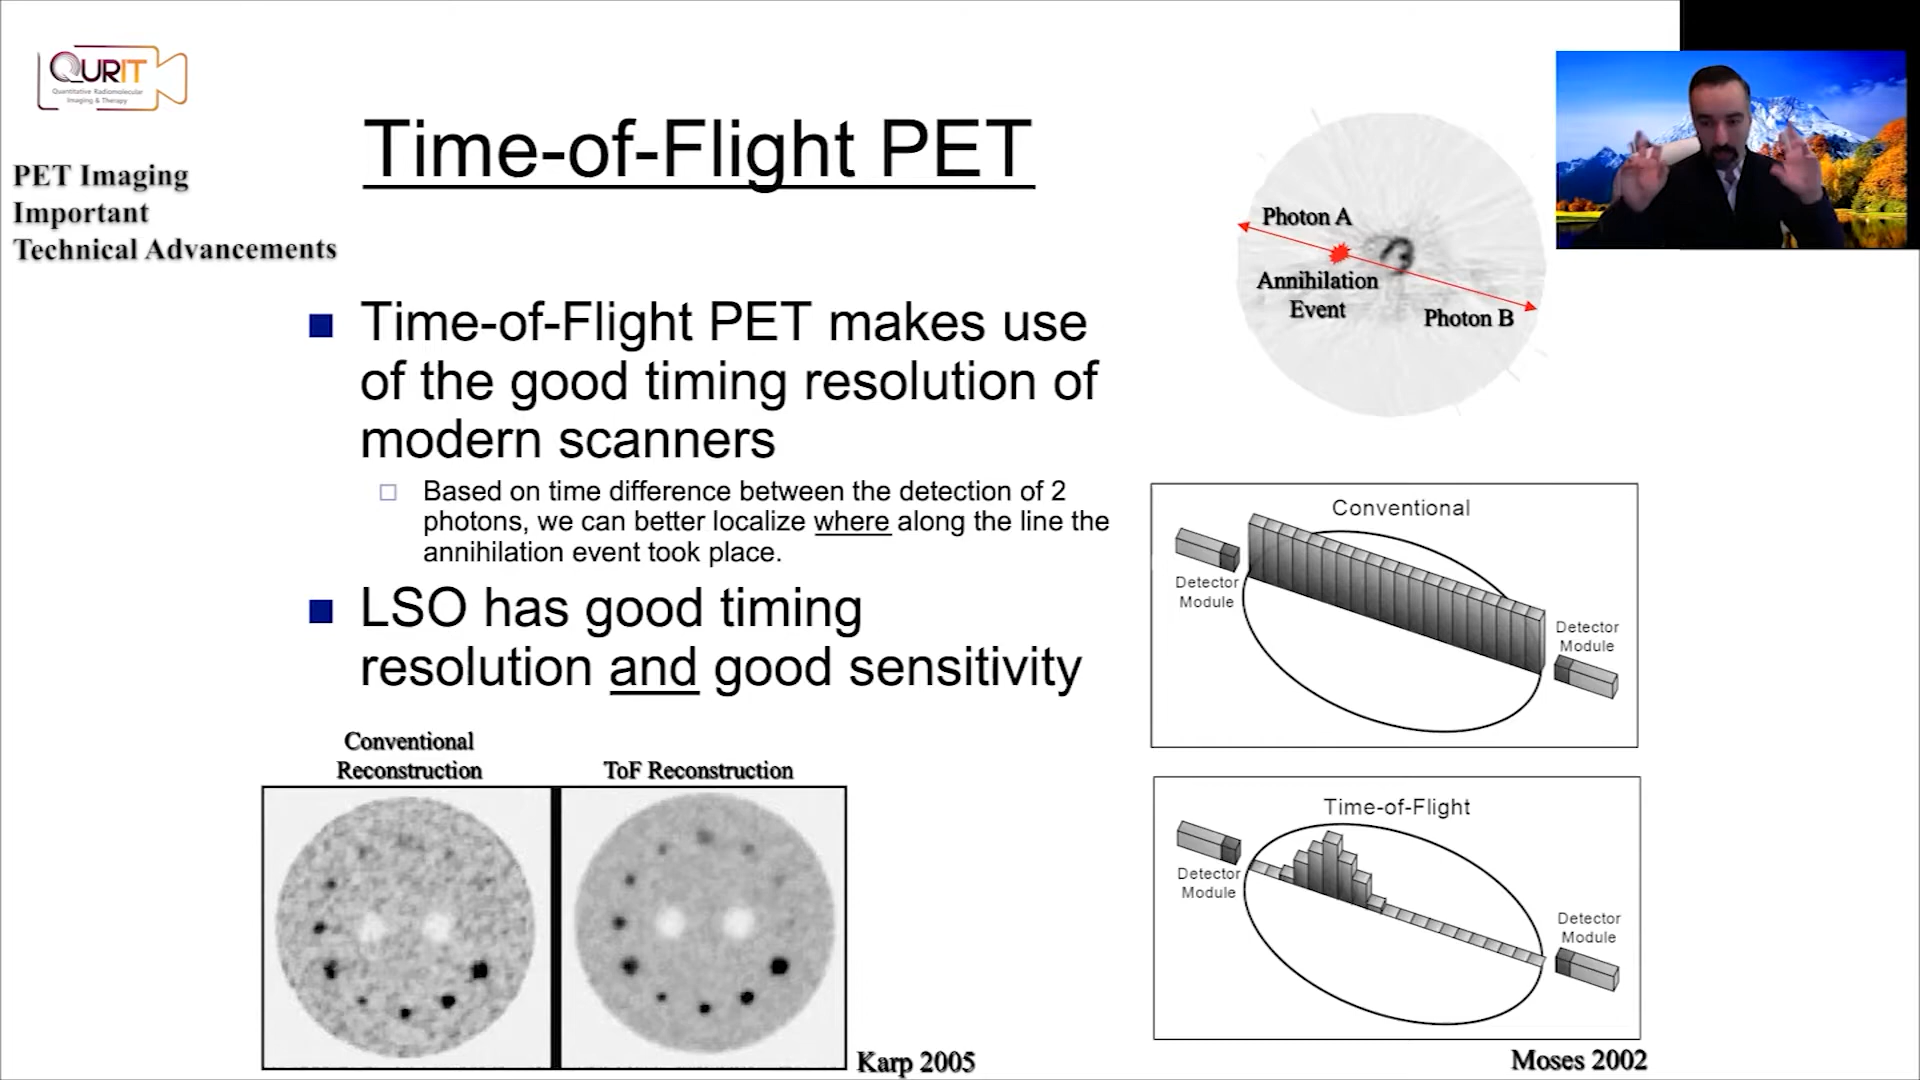 QURIT
Quantitative Radiomolecular
Imaging & Therapy
PET Imaging
Important
Technical Advancements
Time-of-Flight PET
Time-of-Flight PET makes use
of the good timing resolution of
modern scanners
Based on time difference between the detection of 2
photons, we can better localize where along the line the
annihilation event took place.
LSO has good timing
resolution and good sensitivity
Conventional
Reconstruction
ToF Reconstruction
Karp 2005
Photon A
Annihilation
Event
Photon B
Conventional
Detector
Module
Detector
Module
Time-of-Flight
Detector
Module
Detector
Module
Moses 2002